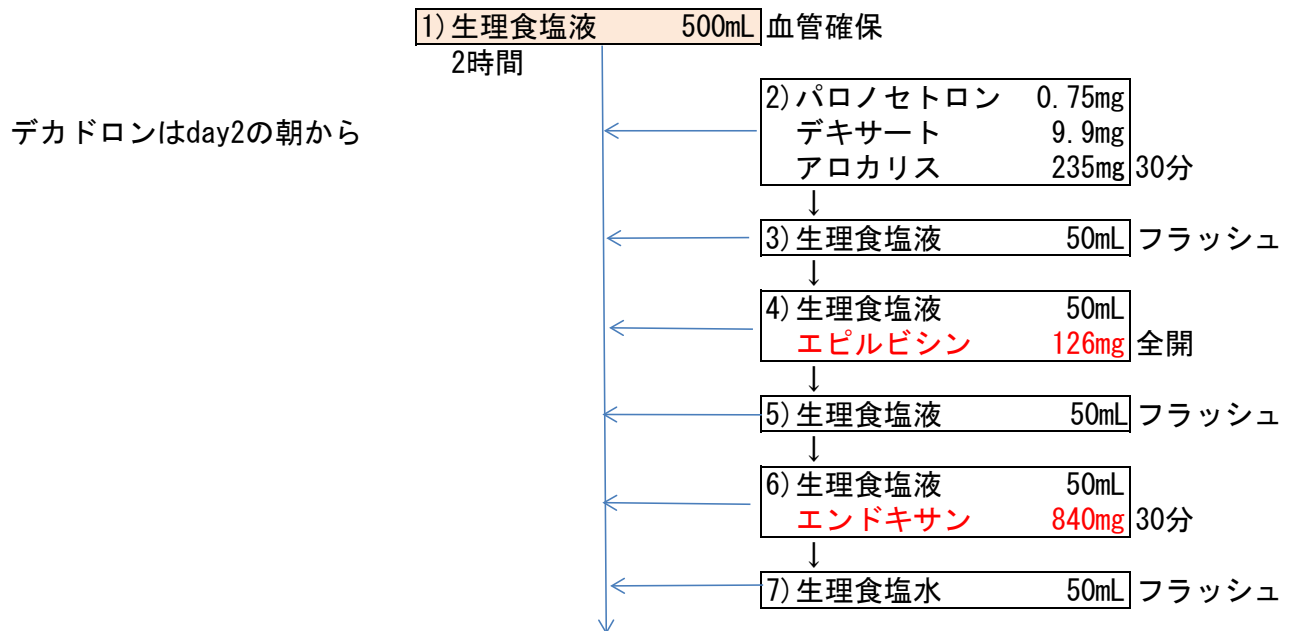 1)生理食塩液 500mL 血管確保
2時間
2)パロノセトロン 0.75mg
デカドロンはday2の朝から
デキサート 9.9mg
アロカリス 235mg 30分
↓
3)生理食塩液 50mL フラッシュ
↓
4)生理食塩液 50mL
エピルビシン 126mg 全開
↓
5)生理食塩液 50mL フラッシュ
↓
6)生理食塩液 50mL
エンドキサン 840mg 30分
↓
7)生理食塩水 50mL フラッシュ